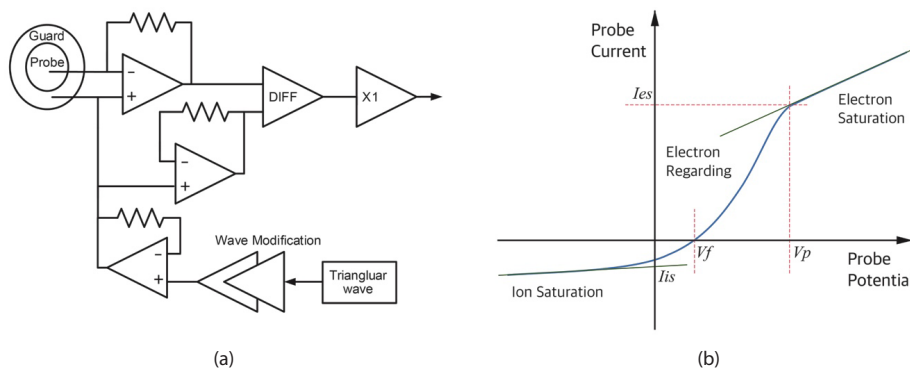 Guard
Probe
-
+
DIFF
X1
-
+
-
+
Wave Modification
Triangluar
wave
(a)
Probe
Current
Ies
Electron
Saturation
Electron
Regarding
Vf
Vp
Probe
Potentia
Iis
Ion Saturation
(b)